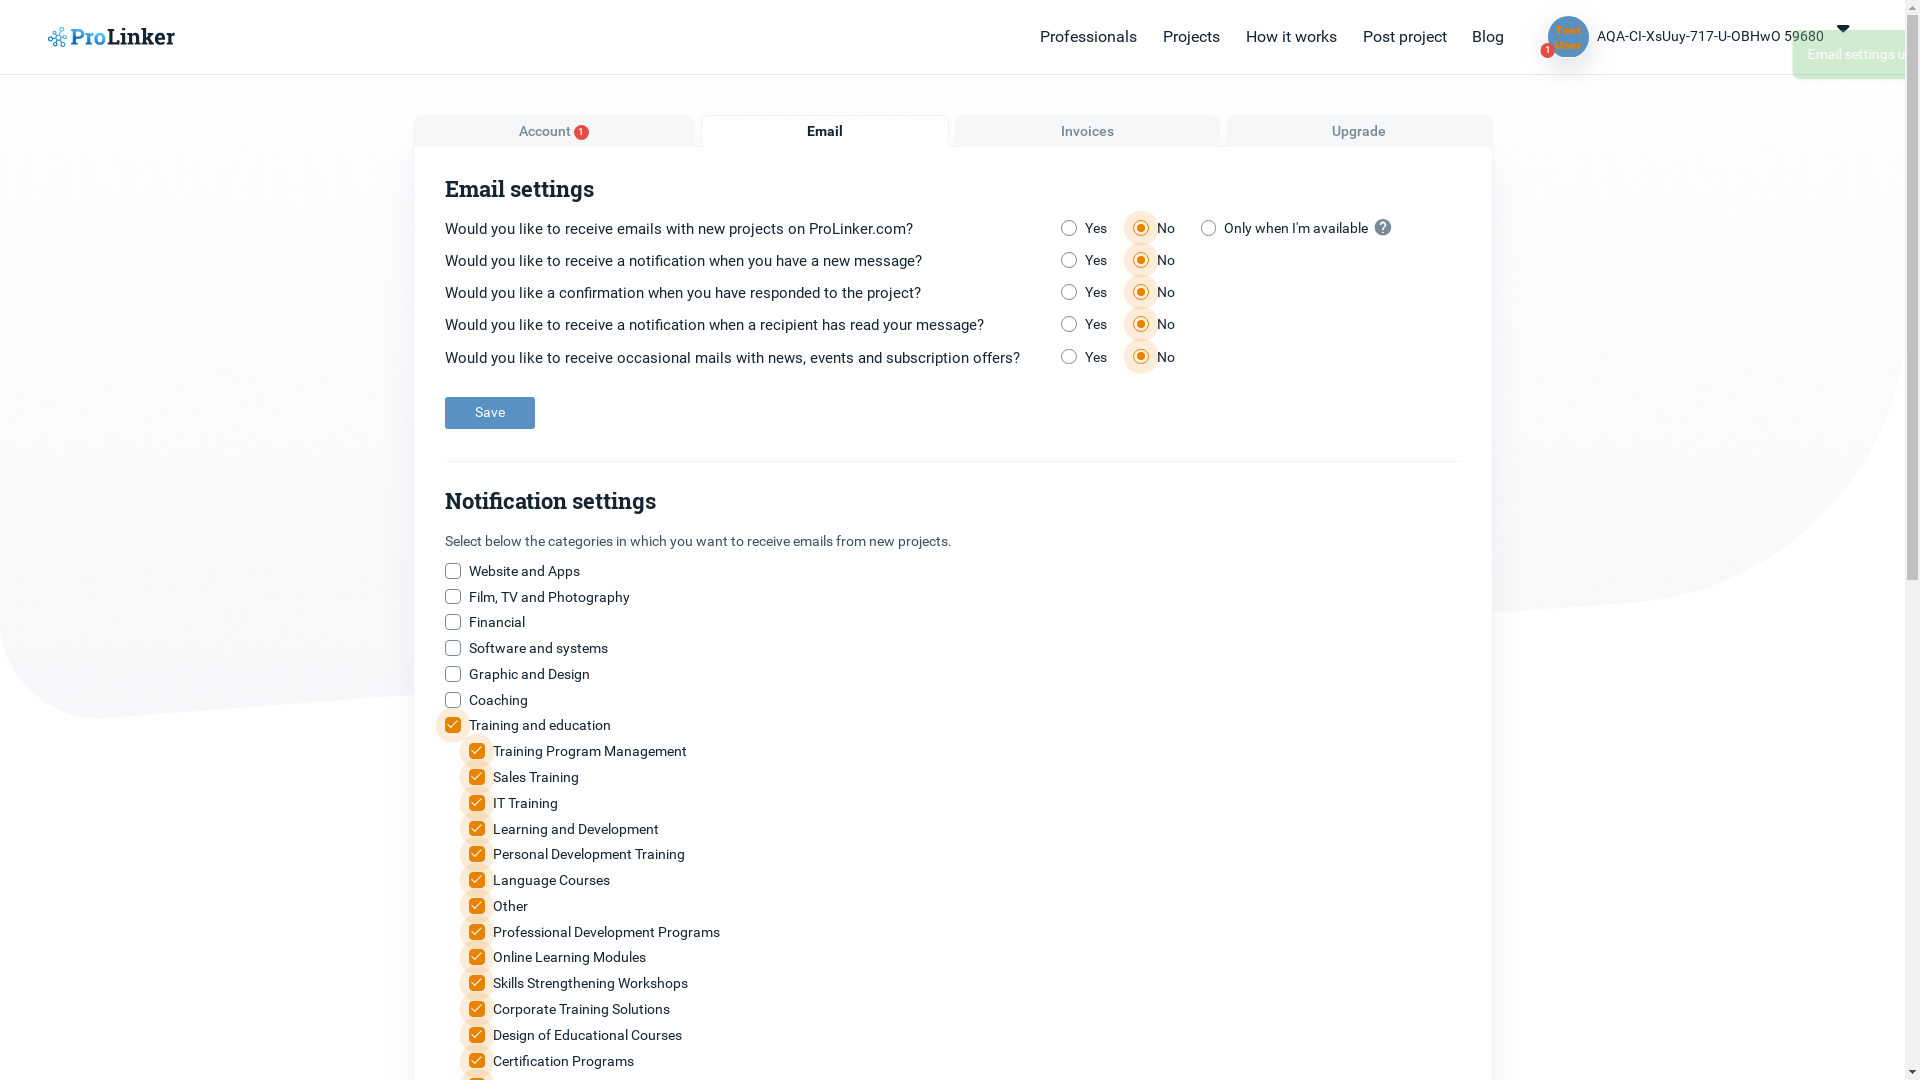 ProLinker
Professionals
Projects
How it works
Post project
Blog
Test
User
1
AQA-CI-XsUuy-717-U-OBHwO 59680
Email settings u
Account 1
Email
Invoices
Upgrade
Email settings
Would you like to receive emails with new projects on ProLinker.com? Yes No Only when I'm available ?
Would you like to receive a notification when you have a new message? Yes No
Would you like a confirmation when you have responded to the project? Yes No
Would you like to receive a notification when a recipient has read your message? Yes No
Would you like to receive occasional mails with news, events and subscription offers? Yes No
Save
Notification settings
Select below the categories in which you want to receive emails from new projects.
Website and Apps
Film, TV and Photography
Financial
Software and systems
Graphic and Design
Coaching
Training and education
Training Program Management
Sales Training
IT Training
Learning and Development
Personal Development Training
Language Courses
Other
Professional Development Programs
Online Learning Modules
Skills Strengthening Workshops
Corporate Training Solutions
Design of Educational Courses
Certification Programs